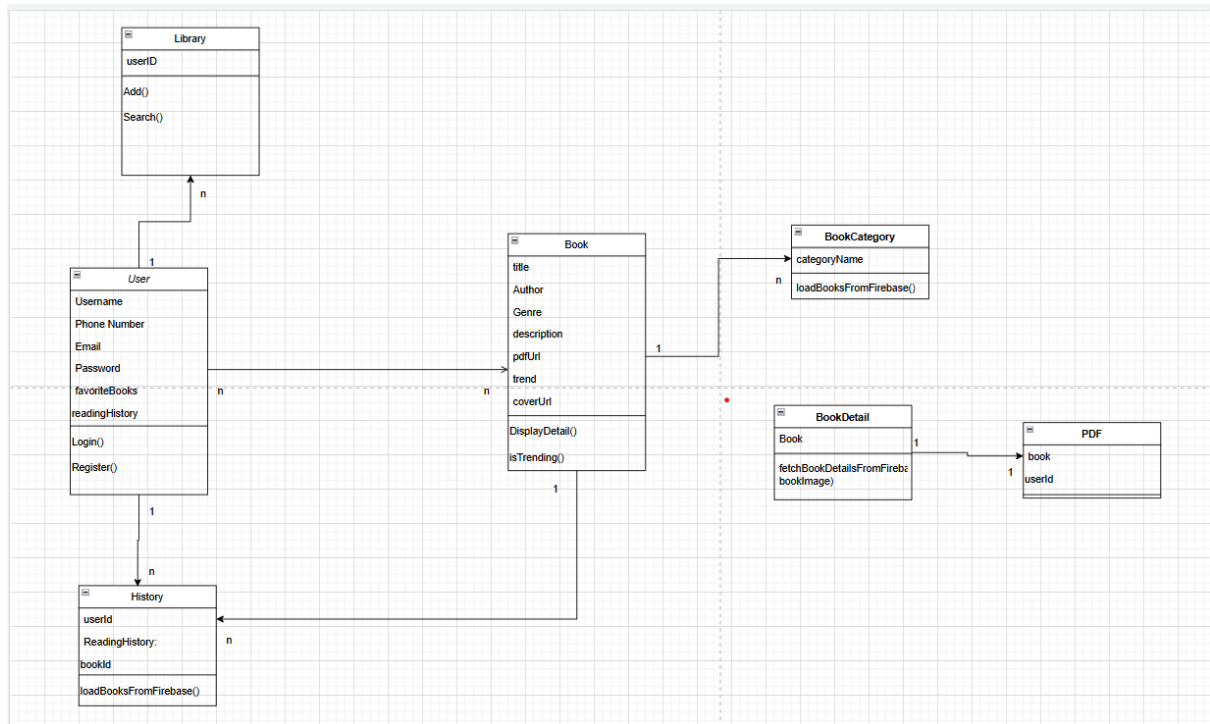 Library
userID
Add()
Search()
n
1
User
Username
Phone Number
Email
Password
favoriteBooks
readingHistory
Login()
Register()
n
n
Book
title
Author
Genre
description
pdfUrl
trend
coverUrl
DisplayDetail()
isTrending()
1
n
BookCategory
categoryName
loadBooksFromFirebase()
BookDetail
Book
fetchBookDetailsFromFireba
bookImage)
1
1
PDF
book
userId
1
n
1
n
History
userId
ReadingHistory:
bookId
loadBooksFromFirebase()